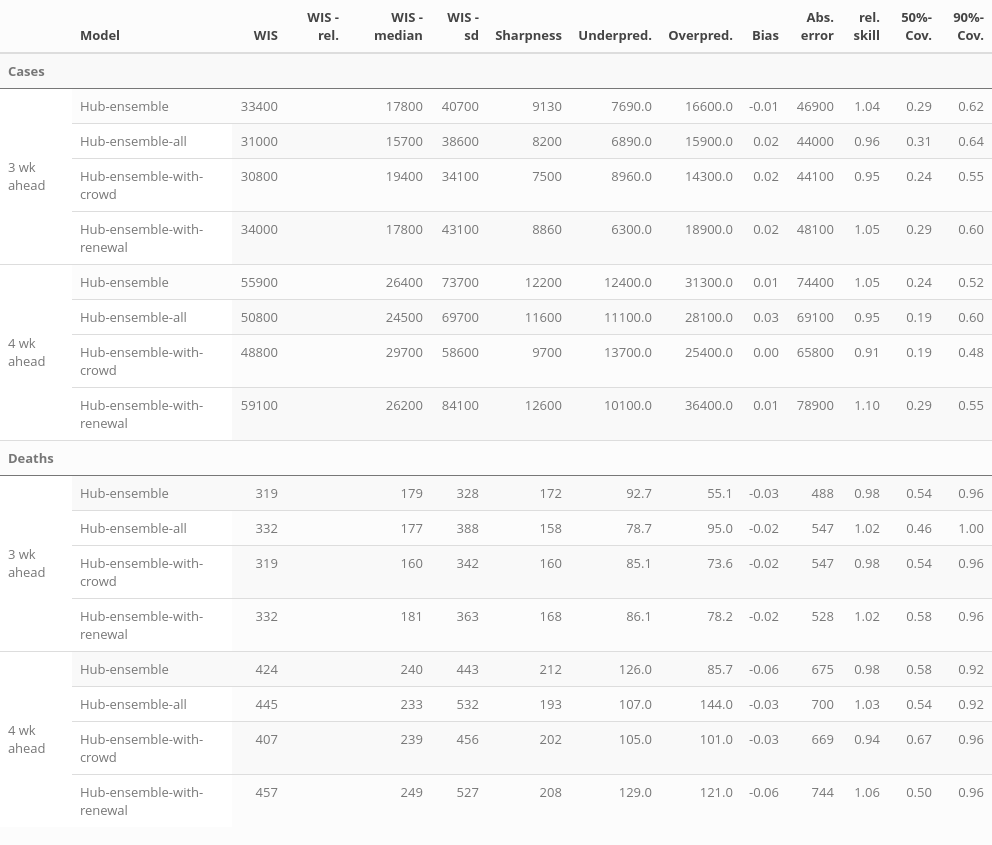 Model WIS WIS - rel. WIS - median WIS - sd Sharpness Underpred. Overpred. Bias Abs. error rel. skill 50%-Cov. 90%-Cov.
Cases
3 wk ahead
Hub-ensemble 33400 17800 40700 9130 7690.0 16600.0 -0.01 46900 1.04 0.29 0.62
Hub-ensemble-all 31000 15700 38600 8200 6890.0 15900.0 0.02 44000 0.96 0.31 0.64
Hub-ensemble-with-crowd 30800 19400 34100 7500 8960.0 14300.0 0.02 44100 0.95 0.24 0.55
Hub-ensemble-with-renewal 34000 17800 43100 8860 6300.0 18900.0 0.02 48100 1.05 0.29 0.60
4 wk ahead
Hub-ensemble 55900 26400 73700 12200 12400.0 31300.0 0.01 74400 1.05 0.24 0.52
Hub-ensemble-all 50800 24500 69700 11600 11100.0 28100.0 0.03 69100 0.95 0.19 0.60
Hub-ensemble-with-crowd 48800 29700 58600 9700 13700.0 25400.0 0.00 65800 0.91 0.19 0.48
Hub-ensemble-with-renewal 59100 26200 84100 12600 10100.0 36400.0 0.01 78900 1.10 0.29 0.55
Deaths
3 wk ahead
Hub-ensemble 319 179 328 172 92.7 55.1 -0.03 488 0.98 0.54 0.96
Hub-ensemble-all 332 177 388 158 78.7 95.0 -0.02 547 1.02 0.46 1.00
Hub-ensemble-with-crowd 319 160 342 160 85.1 73.6 -0.02 547 0.98 0.54 0.96
Hub-ensemble-with-renewal 332 181 363 168 86.1 78.2 -0.02 528 1.02 0.58 0.96
4 wk ahead
Hub-ensemble 424 240 443 212 126.0 85.7 -0.06 675 0.98 0.58 0.92
Hub-ensemble-all 445 233 532 193 107.0 144.0 -0.03 700 1.03 0.54 0.92
Hub-ensemble-with-crowd 407 239 456 202 105.0 101.0 -0.03 669 0.94 0.67 0.96
Hub-ensemble-with-renewal 457 249 527 208 129.0 121.0 -0.06 744 1.06 0.50 0.96